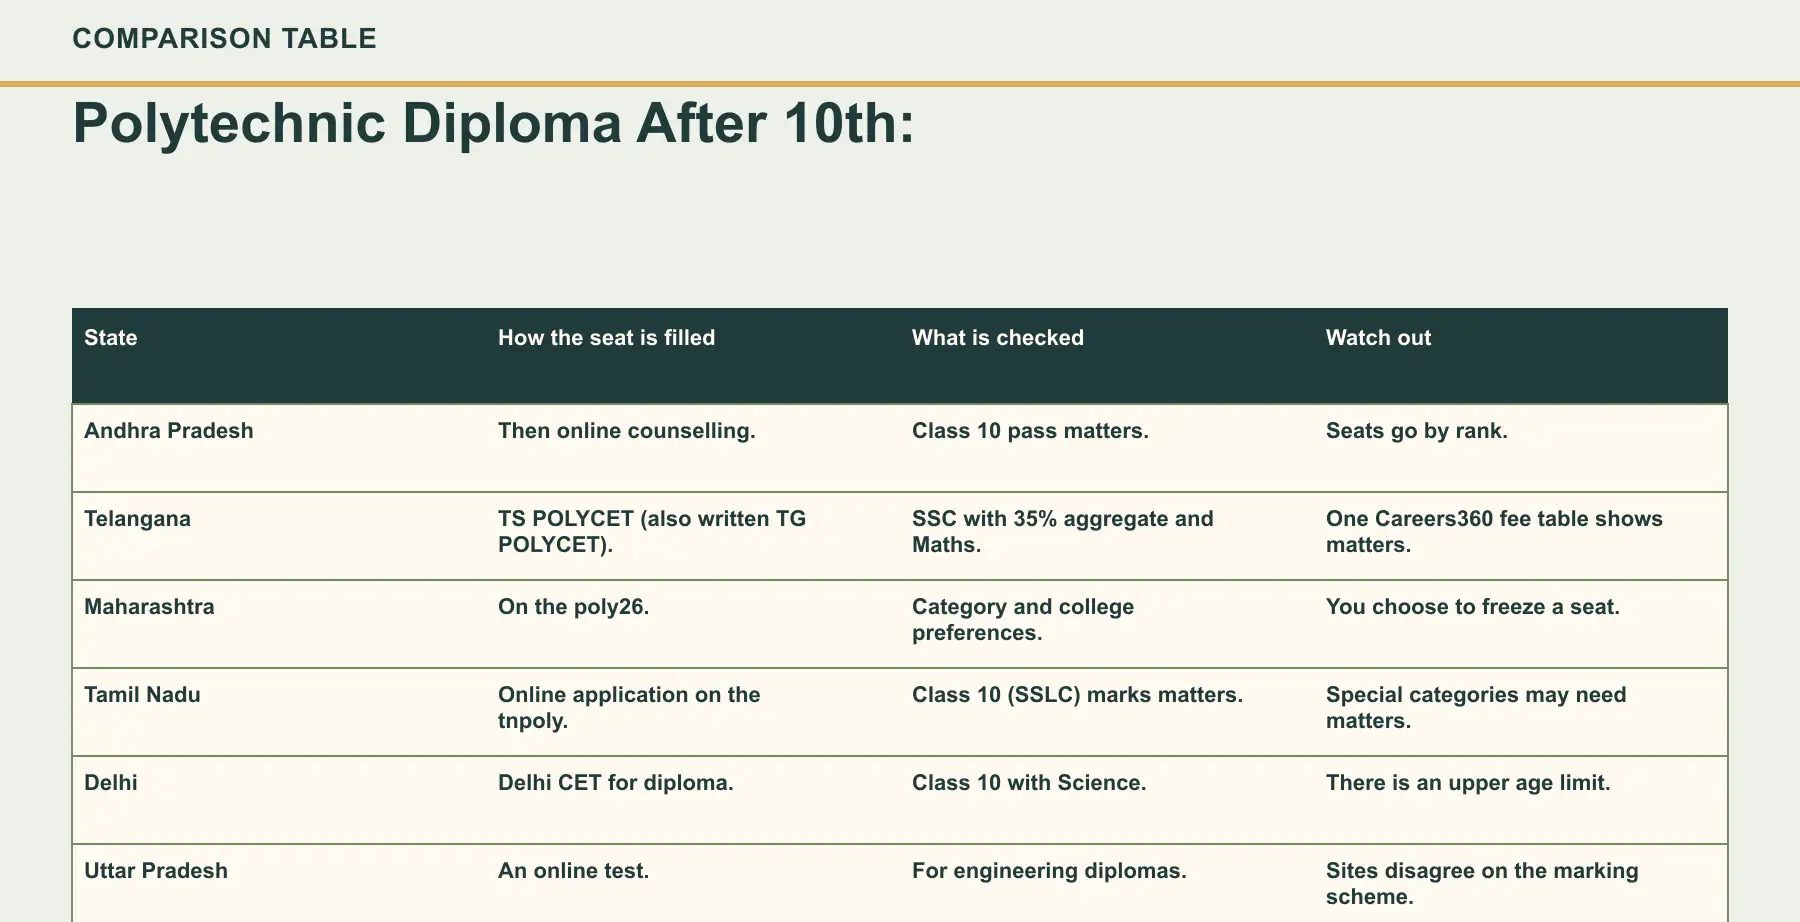 COMPARISON TABLE
Polytechnic Diploma After 10th:
State
How the seat is filled
What is checked
Watch out
Andhra Pradesh
Then online counselling.
Class 10 pass matters.
Seats go by rank.
Telangana
TS POLYCET (also written TG
POLYCET).
SSC with 35% aggregate and
Maths.
One Careers360 fee table shows
matters.
Maharashtra
On the poly26.
Category and college
preferences.
You choose to freeze a seat.
Tamil Nadu
Online application on the
tnpoly.
Class 10 (SSLC) marks matters.
Special categories may need
matters.
Delhi
Delhi CET for diploma.
Class 10 with Science.
There is an upper age limit.
Uttar Pradesh
An online test.
For engineering diplomas.
Sites disagree on the marking
scheme.